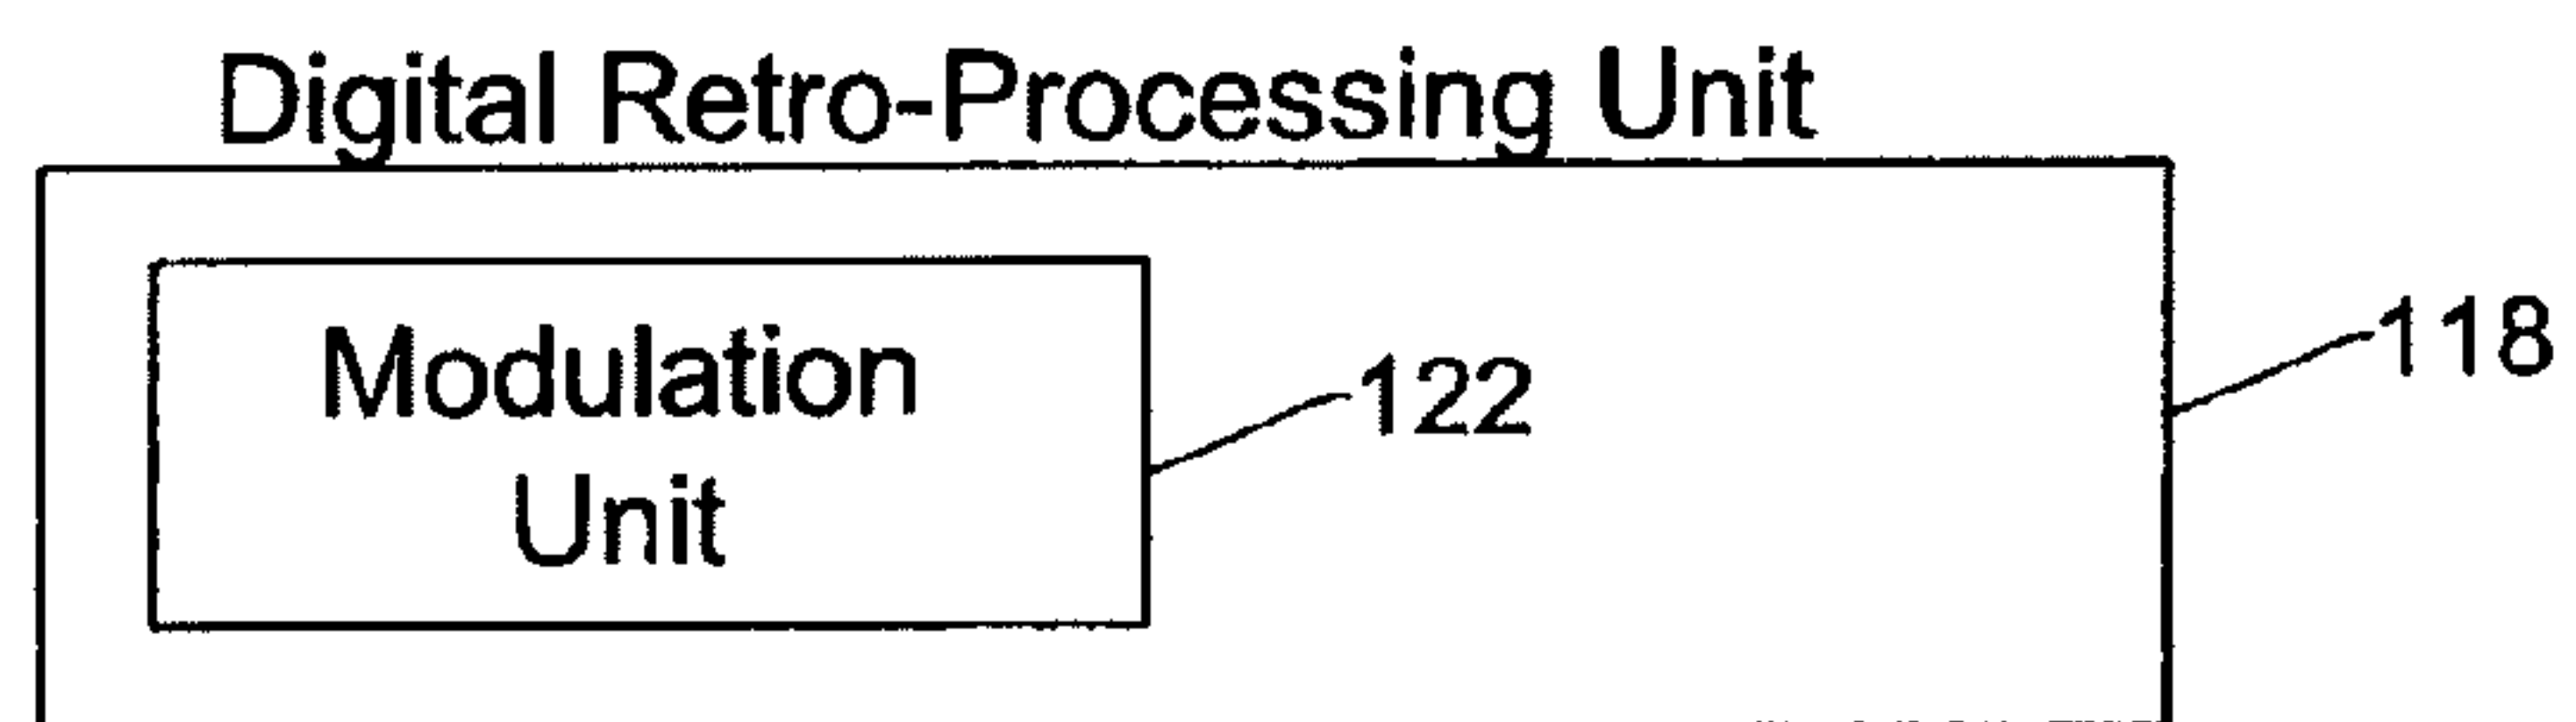 Digital Retro-Processing Unit
Modulation
Unit
122
118